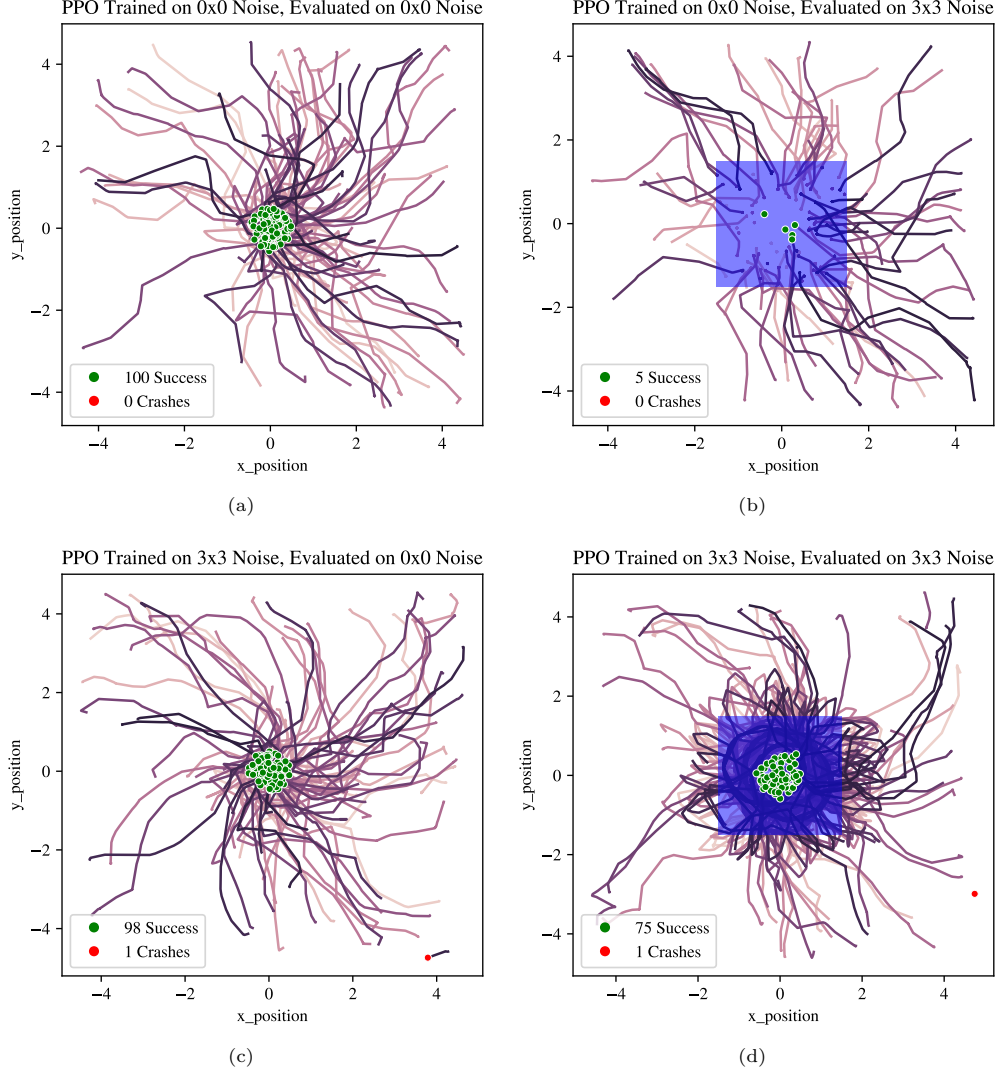 PPO Trained on 0x0 Noise, Evaluated on 0x0 Noise
4
2
0
−2
−4
y_position
100 Success
0 Crashes
−4 −2 0 2 4
x_position
(a)
PPO Trained on 0x0 Noise, Evaluated on 3x3 Noise
4
2
0
−2
−4
y_position
5 Success
0 Crashes
−4 −2 0 2 4
x_position
(b)
PPO Trained on 3x3 Noise, Evaluated on 0x0 Noise
4
2
0
−2
−4
y_position
98 Success
1 Crashes
−4 −2 0 2 4
x_position
(c)
PPO Trained on 3x3 Noise, Evaluated on 3x3 Noise
4
2
0
−2
−4
y_position
75 Success
1 Crashes
−4 −2 0 2 4
x_position
(d)